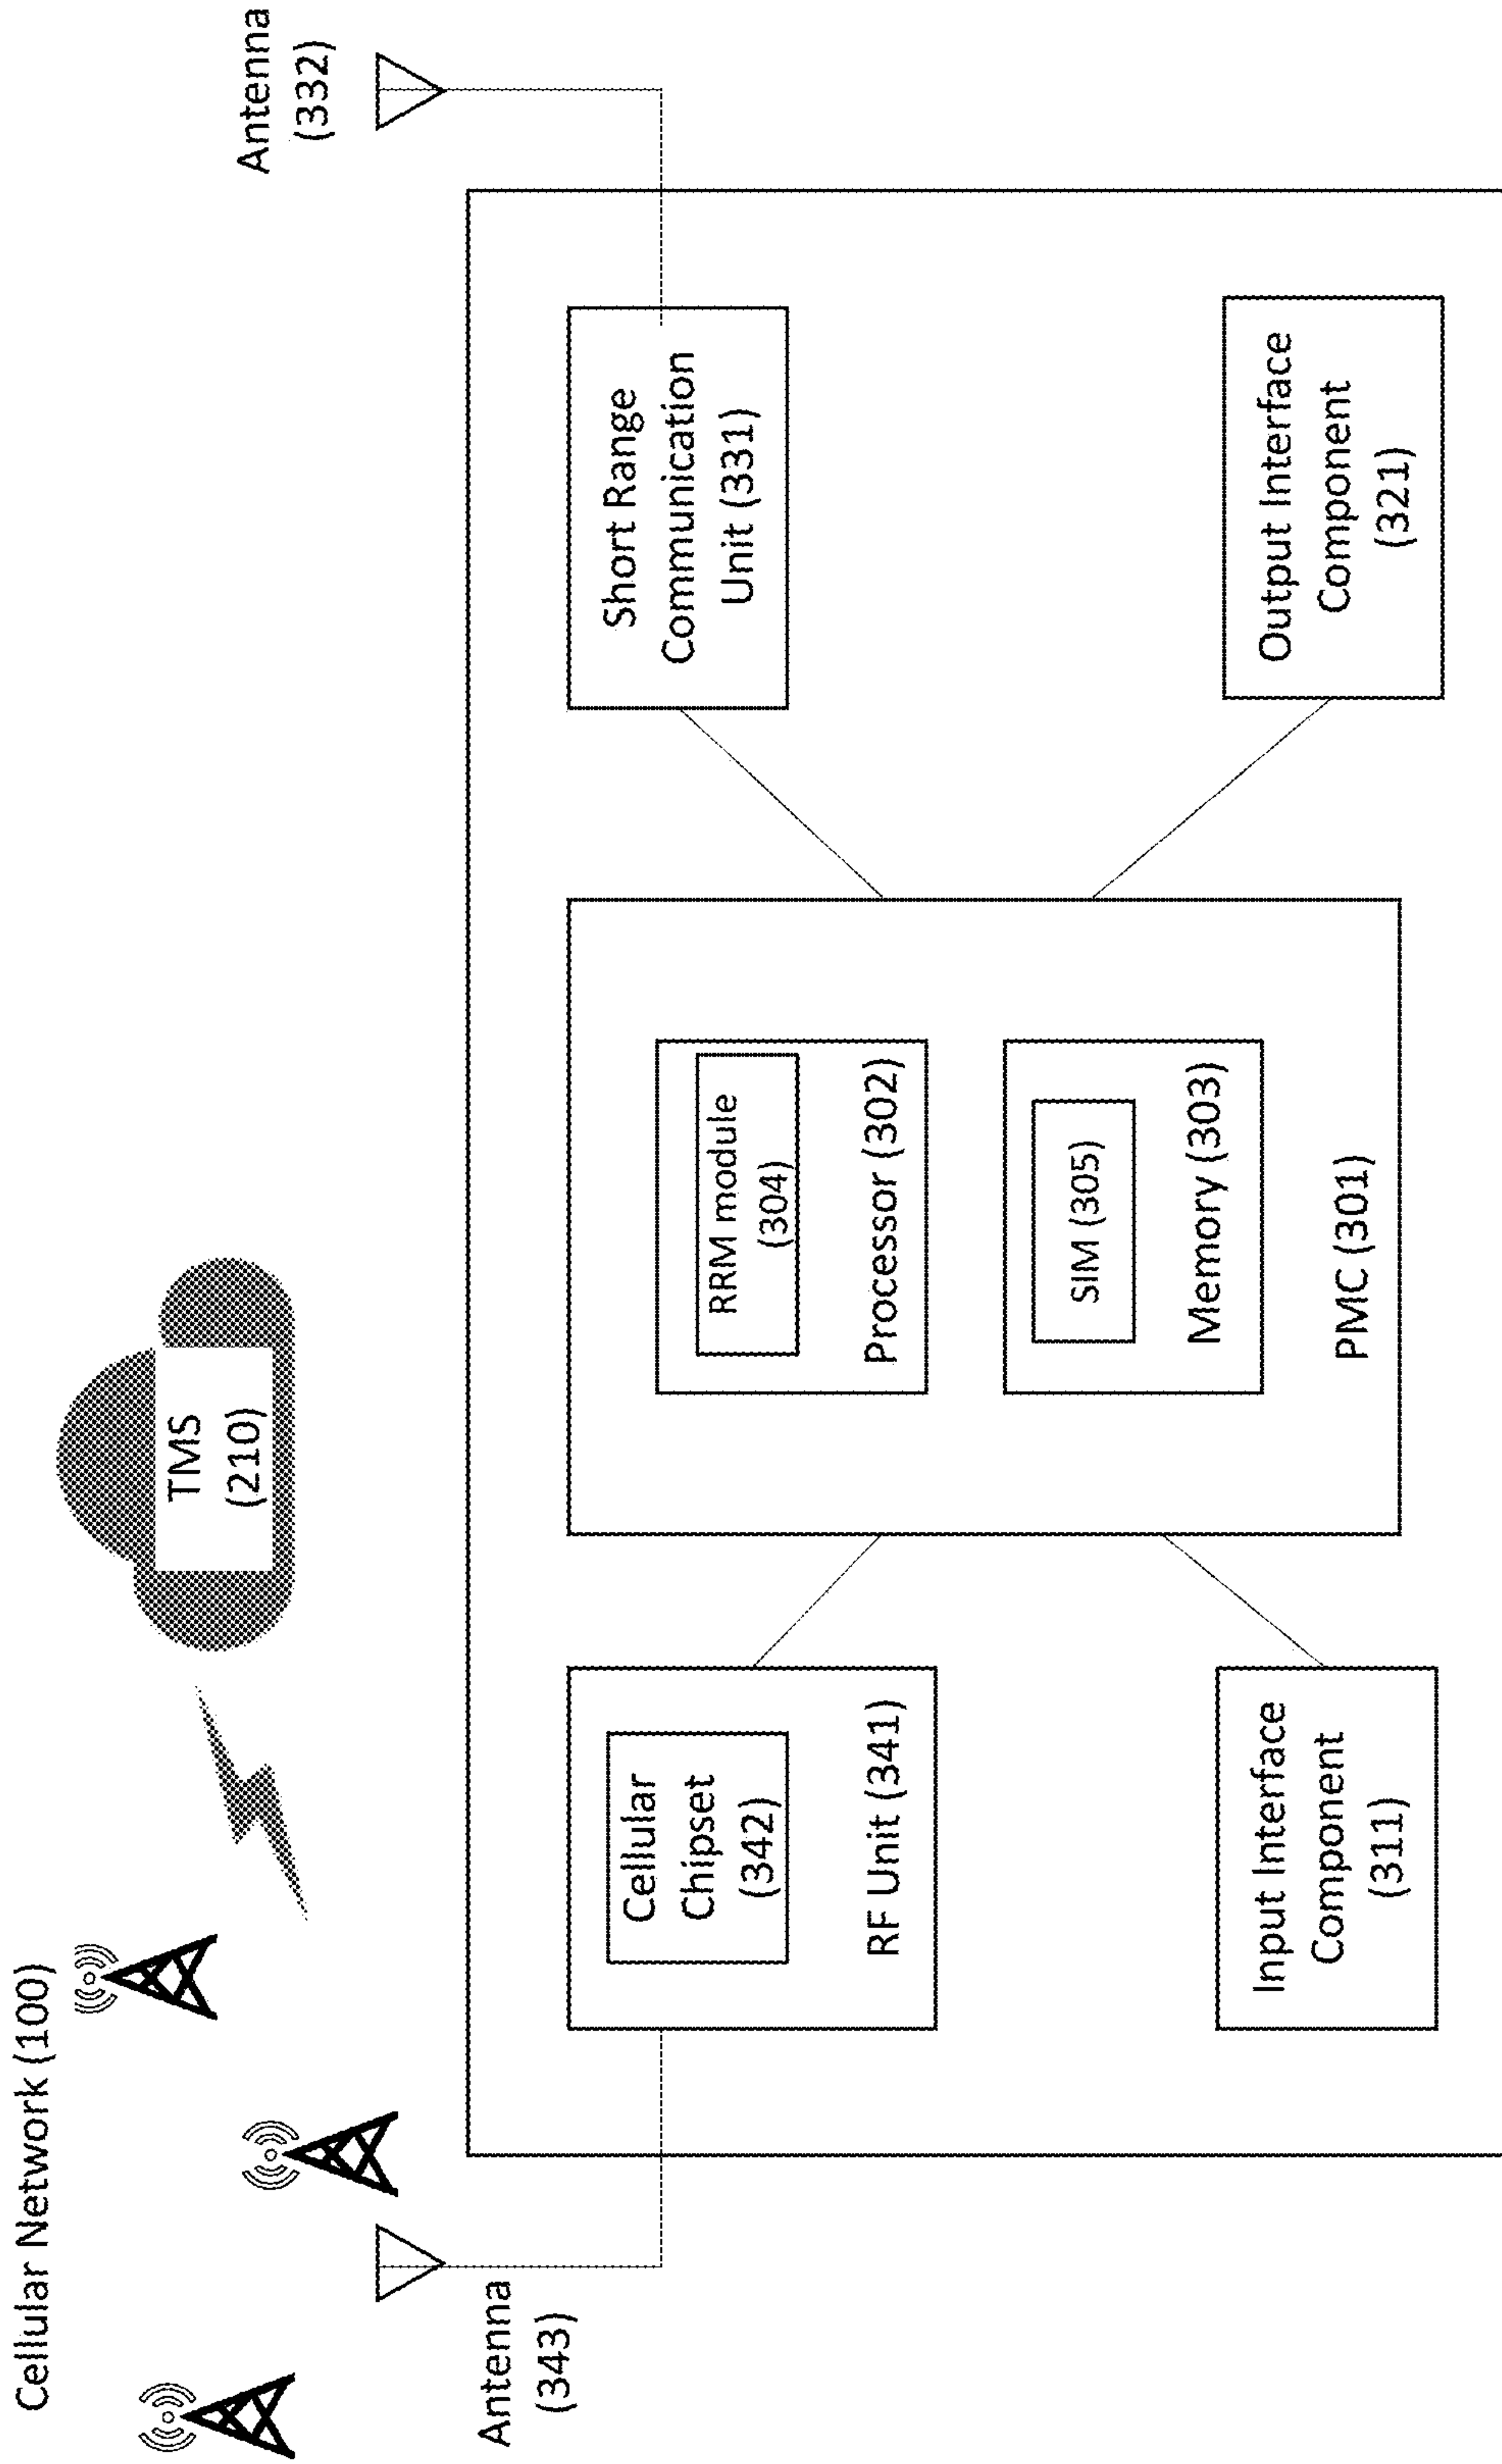 Cellular Network (100)
TMS
(210)
Antenna
(332)
Antenna
(343)
Cellular
Chipset
(342)
RF Unit (341)
RRM module
(304)
Processor (302)
SIM (305)
Memory (303)
PMC (301)
Short Range
Communication
Unit (331)
Input Interface
Component
(311)
Output Interface
Component
(321)